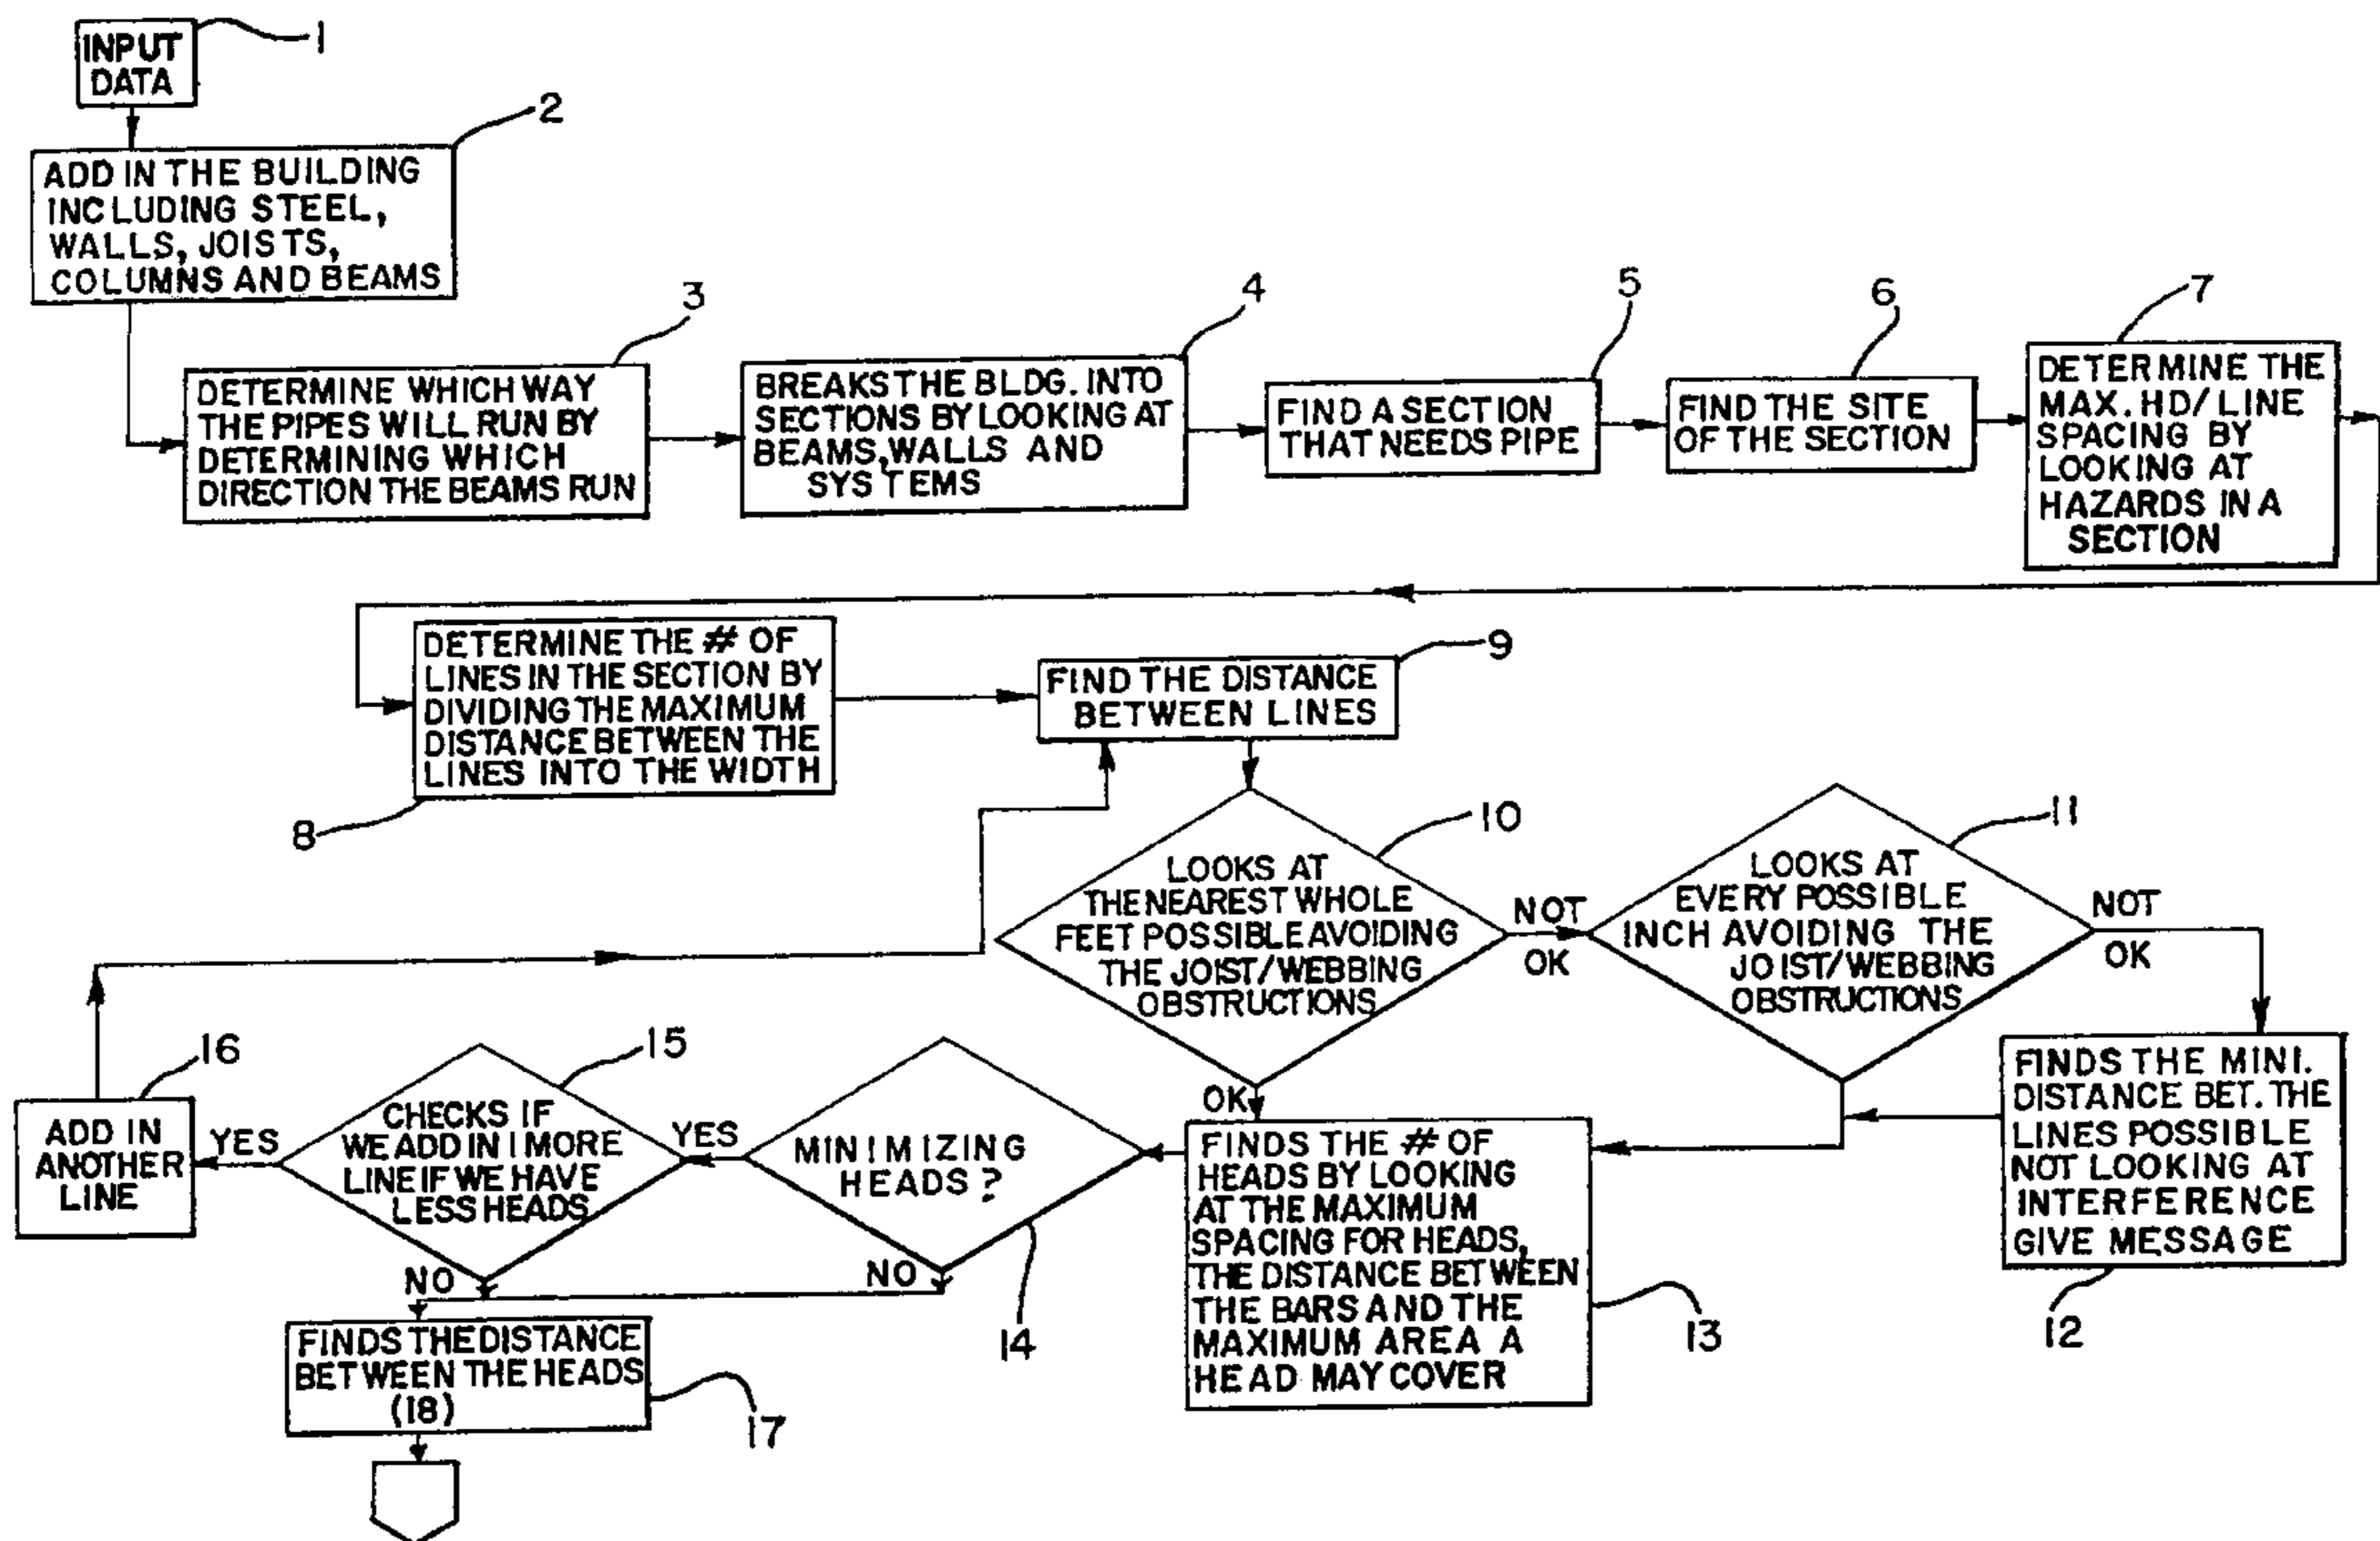 INPUT
DATA
1
2
ADD IN THE BUILDING
INCLUDING STEEL,
WALLS, JOISTS,
COLUMNS AND BEAMS
3
DETERMINE WHICH WAY
THE PIPES WILL RUN BY
DETERMINING WHICH
DIRECTION THE BEAMS RUN
4
BREAKS THE BLDG. INTO
SECTIONS BY LOOKING AT
BEAMS, WALLS AND
SYSTEMS
5
FIND A SECTION
THAT NEEDS PIPE
6
FIND THE SITE
OF THE SECTION
7
DETERMINE THE
MAX. HD/LINE
SPACING BY
LOOKING AT
HAZARDS IN A
SECTION
DETERMINE THE # OF
LINES IN THE SECTION BY
DIVIDING THE MAXIMUM
DISTANCE BETWEEN THE
LINES INTO THE WIDTH
8
9
FIND THE DISTANCE
BETWEEN LINES
10
LOOKS AT
THE NEAREST WHOLE
FEET POSSIBLE AVOIDING
THE JOIST/WEBBING
OBSTRUCTIONS
NOT
OK
OK
11
LOOKS AT
EVERY POSSIBLE
INCH AVOIDING THE
JOIST/WEBBING
OBSTRUCTIONS
NOT
OK
FINDS THE MINI.
DISTANCE BET. THE
LINES POSSIBLE
NOT LOOKING AT
INTERFERENCE
GIVE MESSAGE
12
FINDS THE # OF
HEADS BY LOOKING
AT THE MAXIMUM
SPACING FOR HEADS,
THE DISTANCE BETWEEN
THE BARS AND THE
MAXIMUM AREA A
HEAD MAY COVER
13
MINIMIZING
HEADS?
14
YES
NO
15
CHECKS IF
WE ADD IN 1 MORE
LINE IF WE HAVE
LESS HEADS
YES
NO
16
ADD IN
ANOTHER
LINE
FINDS THE DISTANCE
BETWEEN THE HEADS
(18)
17